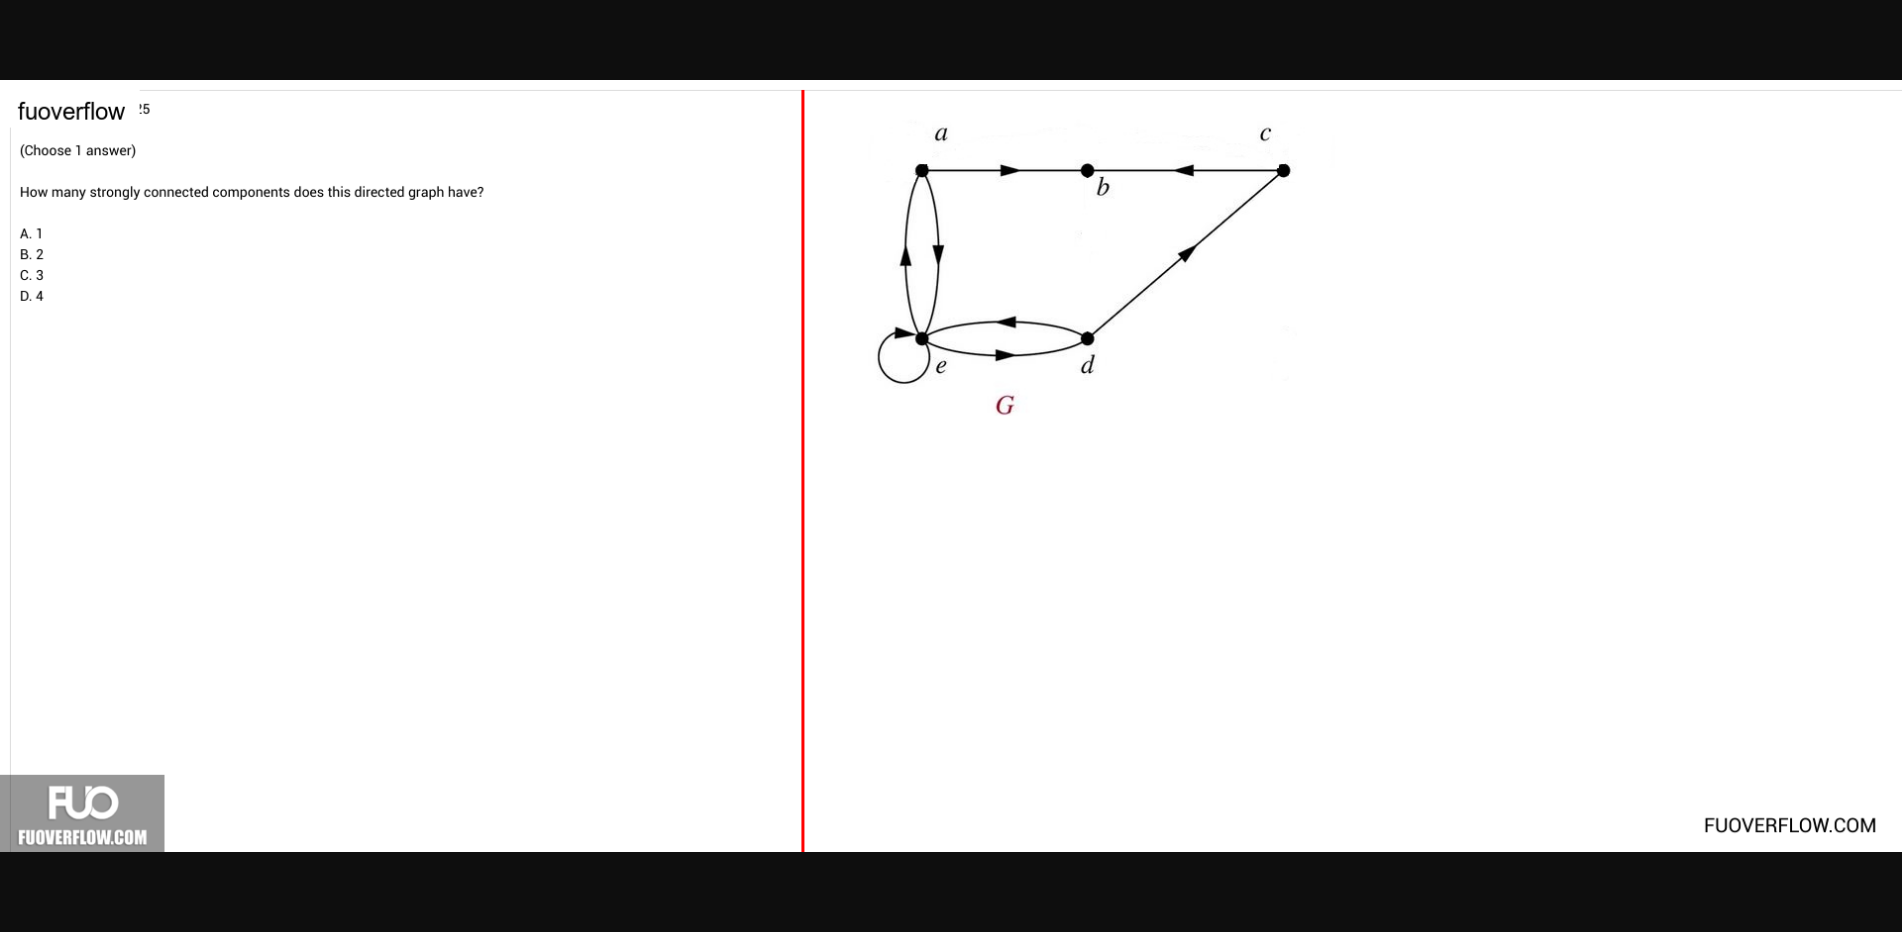 fuoverflow
25
(Choose 1 answer)
How many strongly connected components does this directed graph have?
A. 1
B. 2
C. 3
D. 4
a
c
b
e
d
G
FUO
FUOVERFLOW.COM
FUOVERFLOW.COM